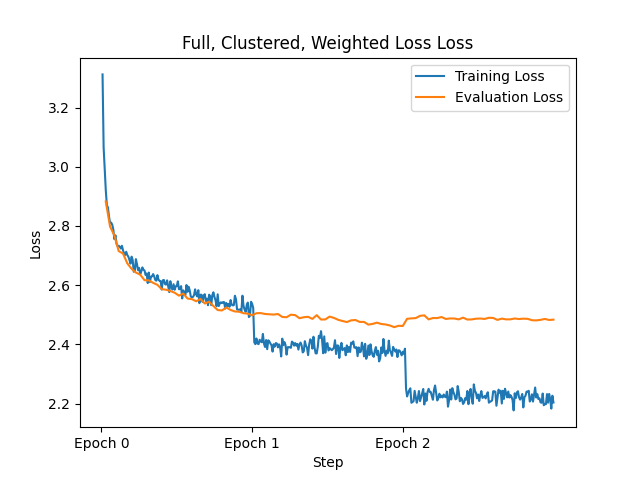 Full, Clustered, Weighted Loss Loss
Training Loss
Evaluation Loss
3.2
3.0
2.8
2.6
2.4
2.2
Loss
Epoch 0
Epoch 1
Epoch 2
Step